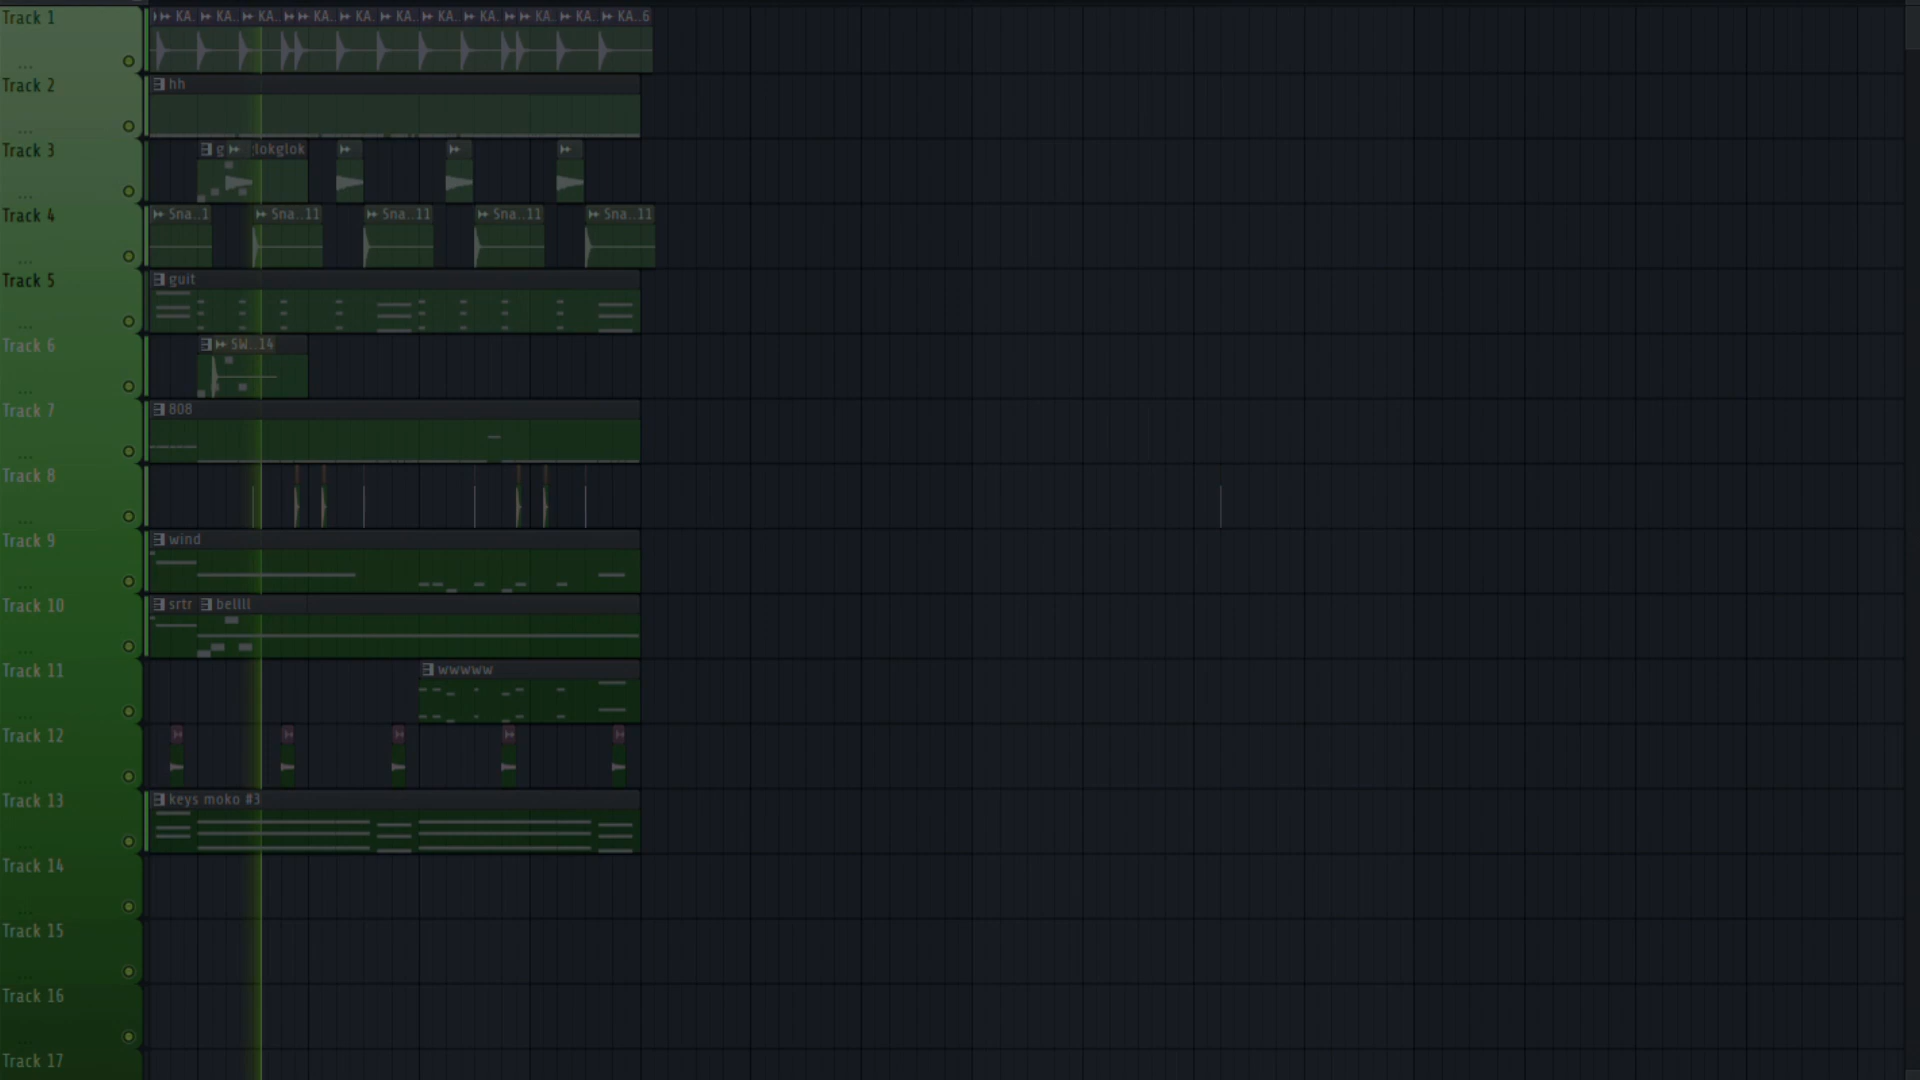 Track 1 KA.. KA.. KA.. KA.. KA.. KA.. KA.. KA.. KA.. KA.. KA..6
...
Track 2 hh
...
Track 3 g lokglok
...
Track 4 Sna..1 Sna..11 Sna..11 Sna..11 Sna..11
...
Track 5 guit
...
Track 6 SW..14
...
Track 7 808
...
Track 8
...
Track 9 wind
...
Track 10 srtr bellll
...
Track 11 wwwww
...
Track 12
...
Track 13 keys moko #3
...
Track 14
...
Track 15
...
Track 16
...
Track 17